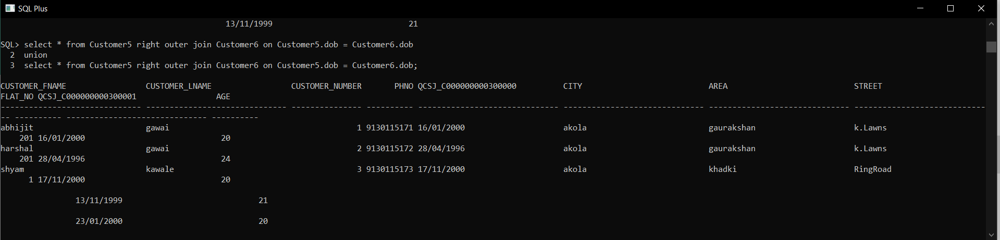 SQL Plus
13/11/1999 21
SQL> select * from Customer5 right outer join Customer6 on Customer5.dob = Customer6.dob
2 union
3 select * from Customer5 right outer join Customer6 on Customer5.dob = Customer6.dob;
CUSTOMER_FNAME CUSTOMER_LNAME CUSTOMER_NUMBER PHNO QCSJ_C000000000300000 CITY AREA STREET
FLAT_NO QCSJ_C000000000300001 AGE
------------------------------ ------------------------------ --------------- ---------- ------------------------------ ------------------------------ ------------------------------ ----------------------------
-- ---------- ------------------------------ ----------
abhijit gawai 1 9130115171 16/01/2000 akola gaurakshan k.Lawns
201 16/01/2000 20
harshal gawai 2 9130115172 28/04/1996 akola gaurakshan k.Lawns
201 28/04/1996 24
shyam kawale 3 9130115173 17/11/2000 akola khadki RingRoad
1 17/11/2000 20
13/11/1999 21
23/01/2000 20